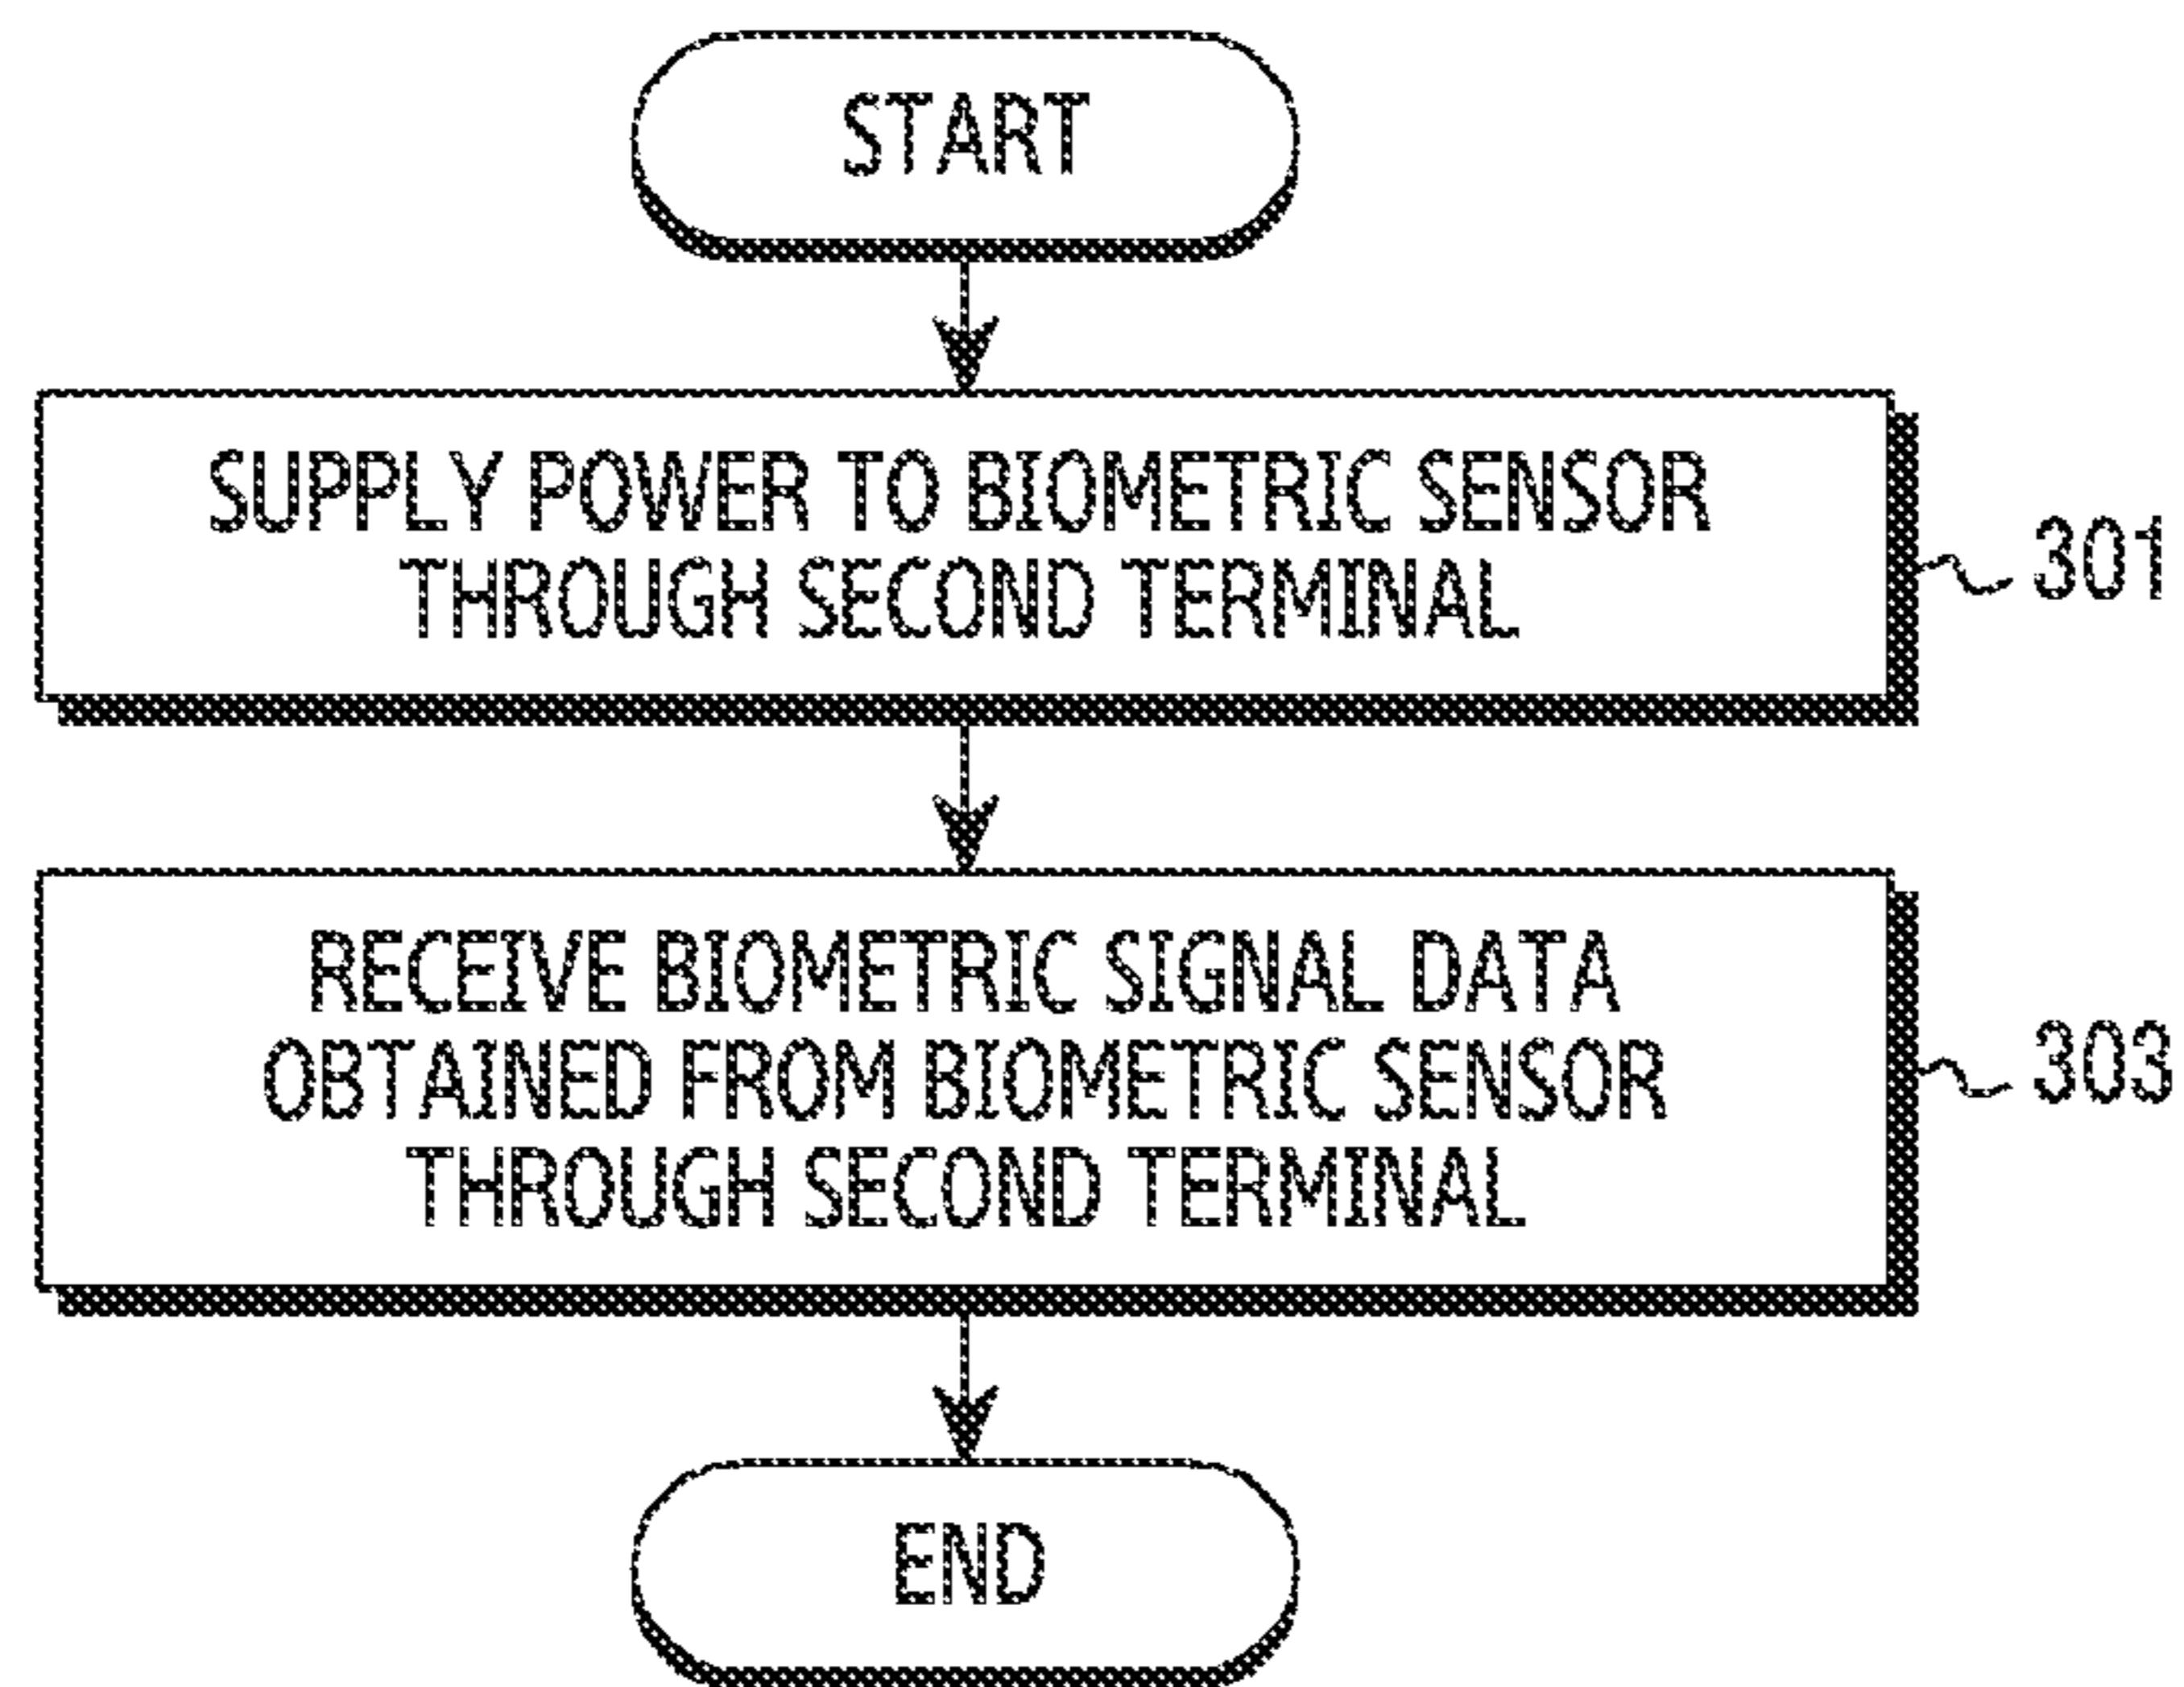 START
SUPPLY POWER TO BIOMETRIC SENSOR
THROUGH SECOND TERMINAL
301
RECEIVE BIOMETRIC SIGNAL DATA
OBTAINED FROM BIOMETRIC SENSOR
THROUGH SECOND TERMINAL
303
END